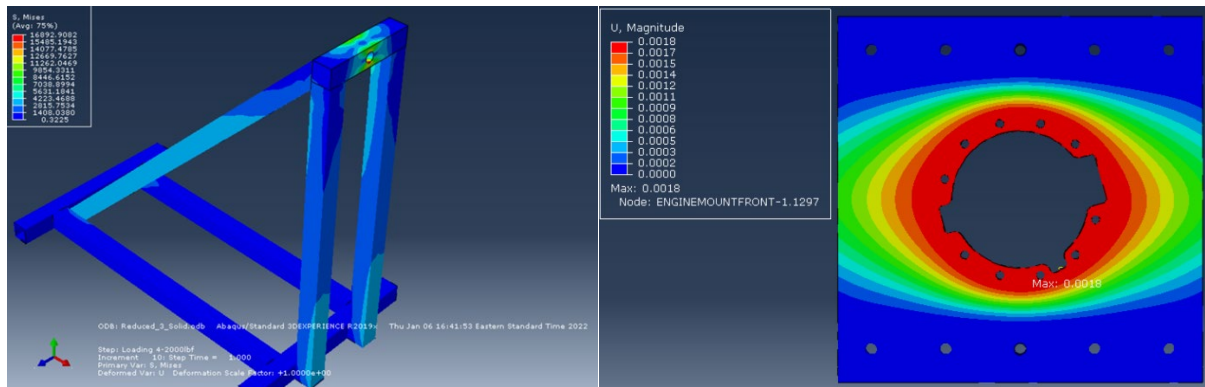 S, Mises
(Avg: 75%)
16892.9082
15485.1943
14077.4785
12669.7627
11262.0469
9854.3311
8446.6152
7038.8994
5631.1841
4223.4688
2815.7534
1408.0380
0.3225
ODB: Reduced_3_Solid.odb Abaqus/Standard 3DEXPERIENCE R2019x Thu Jan 06 16:41:53 Eastern Standard Time 2022
Step: Loading 4-2000lbf
Increment 10: Step Time = 1.000
Primary Var: S, Mises
Deformed Var: U Deformation Scale Factor: +1.0000e+00
U, Magnitude
0.0018
0.0017
0.0015
0.0014
0.0012
0.0011
0.0009
0.0008
0.0006
0.0005
0.0003
0.0002
0.0000
Max: 0.0018
Node: ENGINEMOUNTFRONT-1.1297
Max: 0.0018